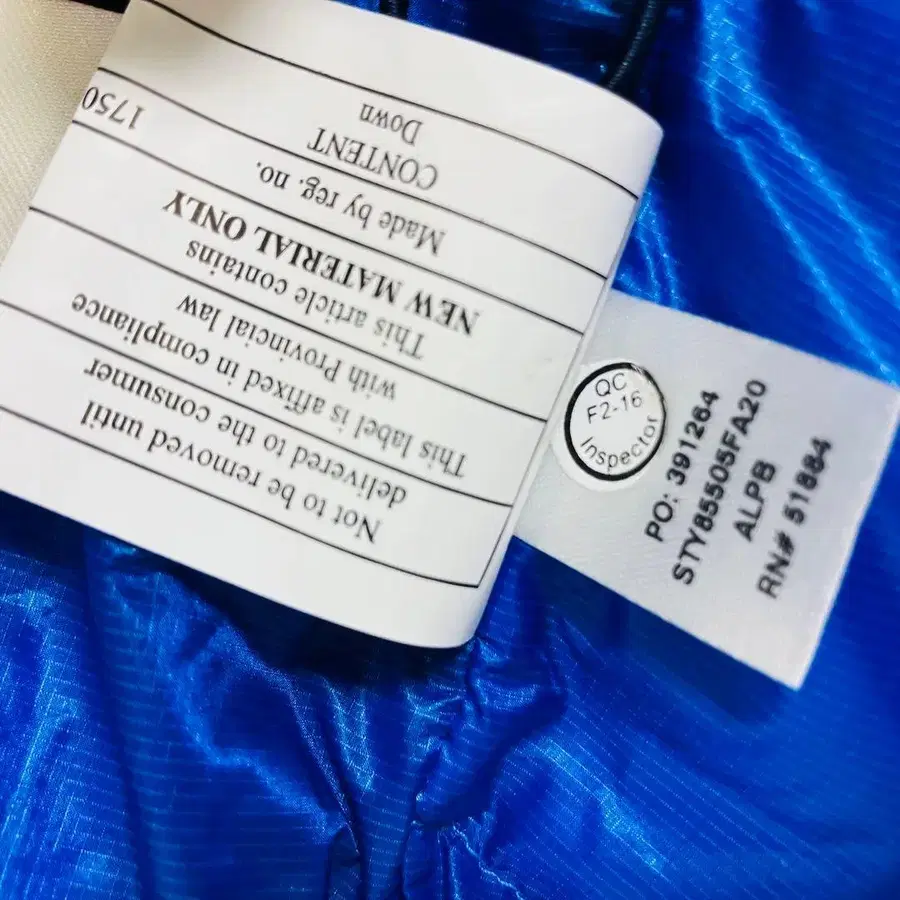 Not to be removed until
delivered to the consumer
This label is affixed in compliance
with Provincial law
This article contains
NEW MATERIAL ONLY
Made by reg. no.
1750
CONTENT
Down
QC
F2-16
Inspector
PO: 391264
STY85505FA20
ALPB
RN# 51884